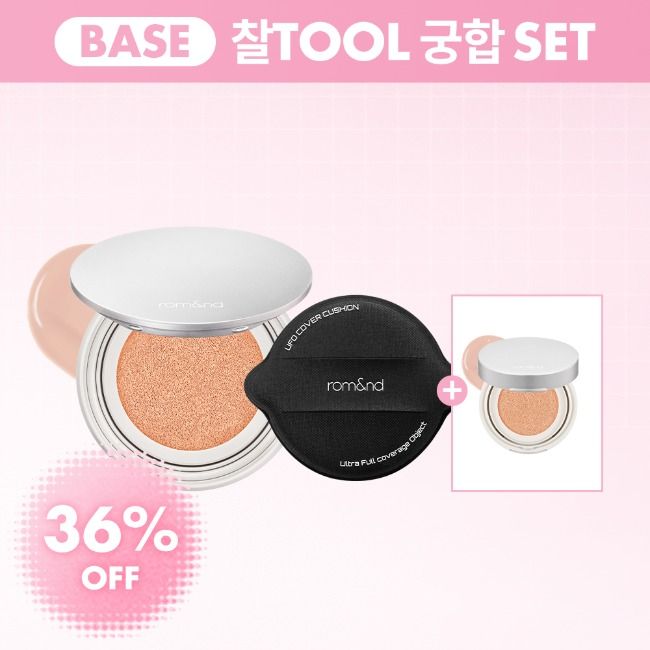 BASE 찰TOOL 궁합 SET
rom&nd
UFO COVER CUSHION
rom&nd
Ultra Full coverage Object
+
36%
OFF